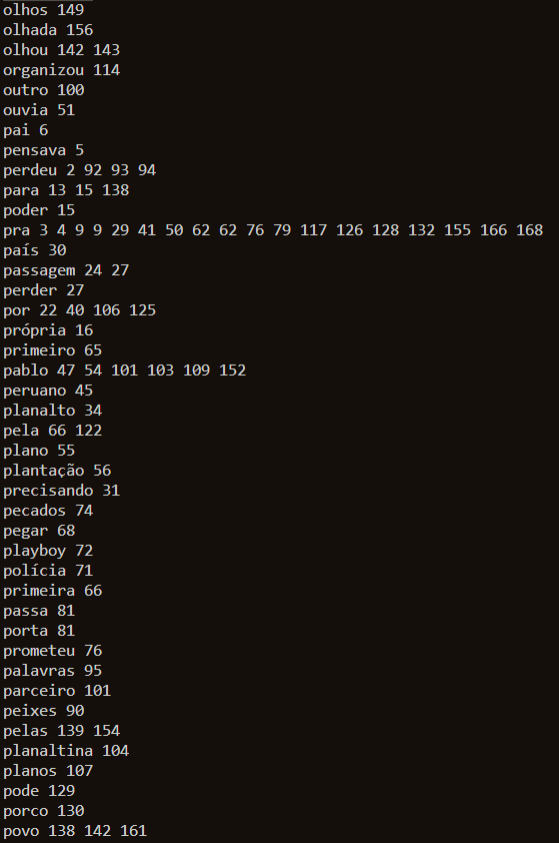 olhos 149
olhada 156
olhou 142 143
organizou 114
outro 100
ouvia 51
pai 6
pensava 5
perdeu 2 92 93 94
para 13 15 138
poder 15
pra 3 4 9 9 29 41 50 62 62 76 79 117 126 128 132 155 166 168
país 30
passagem 24 27
perder 27
por 22 40 106 125
própria 16
primeiro 65
pablo 47 54 101 103 109 152
peruano 45
planalto 34
pela 66 122
plano 55
plantação 56
precisando 31
pecados 74
pegar 68
playboy 72
polícia 71
primeira 66
passa 81
porta 81
prometeu 76
palavras 95
parceiro 101
peixes 90
pelas 139 154
planaltina 104
planos 107
pode 129
porco 130
povo 138 142 161